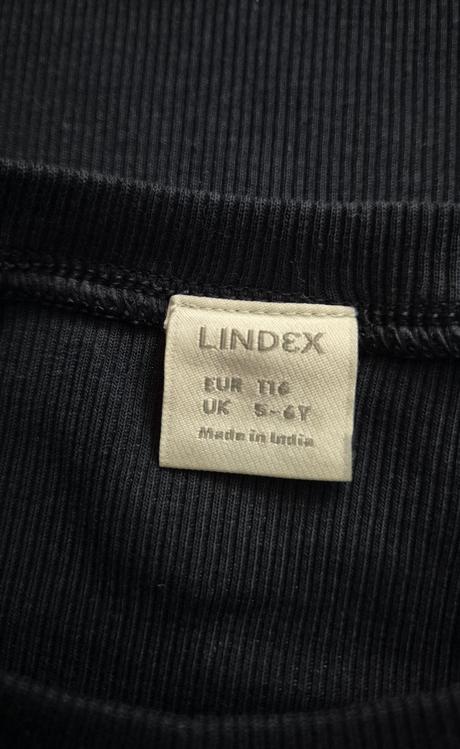 LINDEX
EUR 116
UK 5-6Y
Made in India